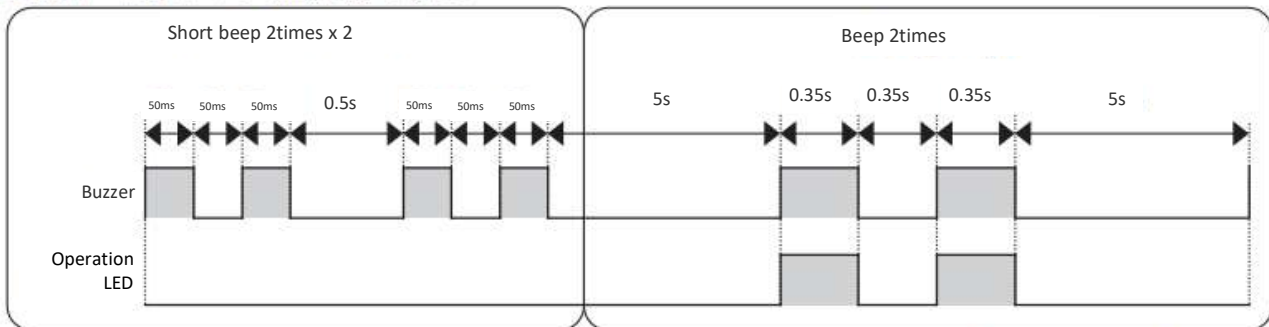 Short beep 2times x 2
Beep 2times
50ms 50ms 50ms 0.5s 50ms 50ms 50ms 5s 0.35s 0.35s 0.35s 5s
Buzzer
Operation
LED